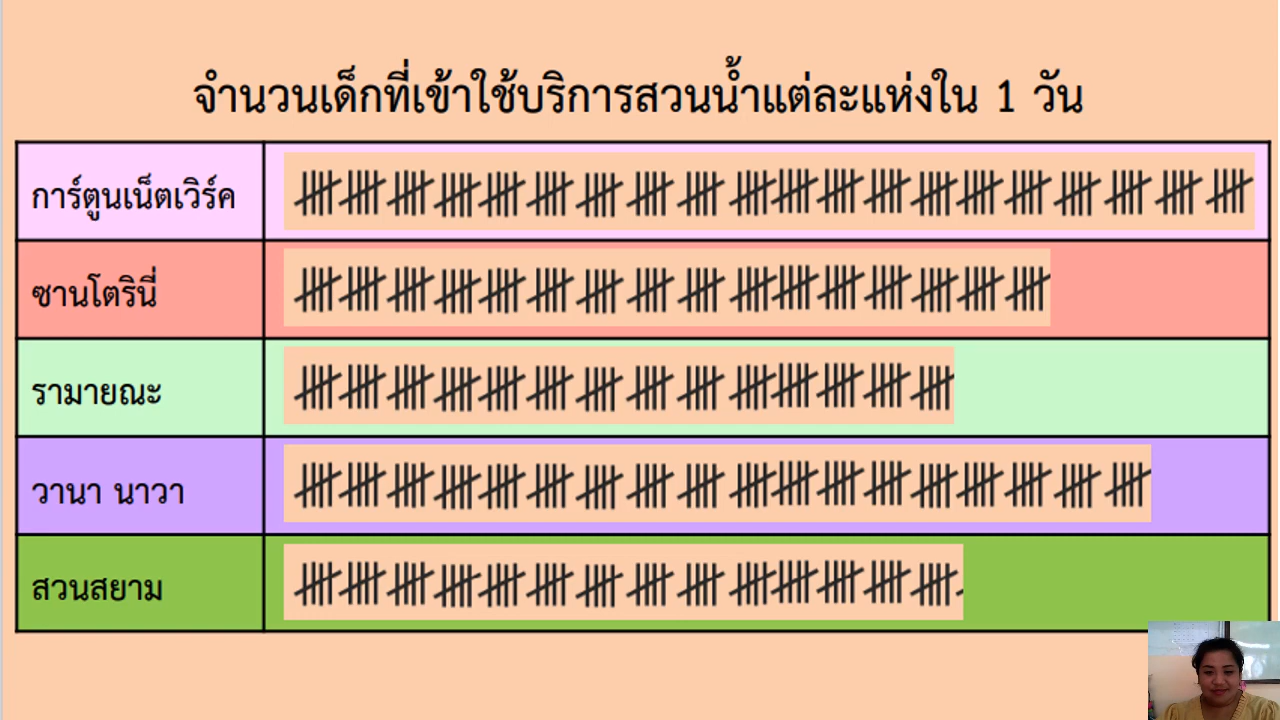 จำนวนเด็กที่เข้าใช้บริการสวนน้ำแต่ละแห่งใน 1 วัน
การ์ตูนเน็ตเวิร์ค
ซานโตรินี่
รามายณะ
วานา นาวา
สวนสยาม